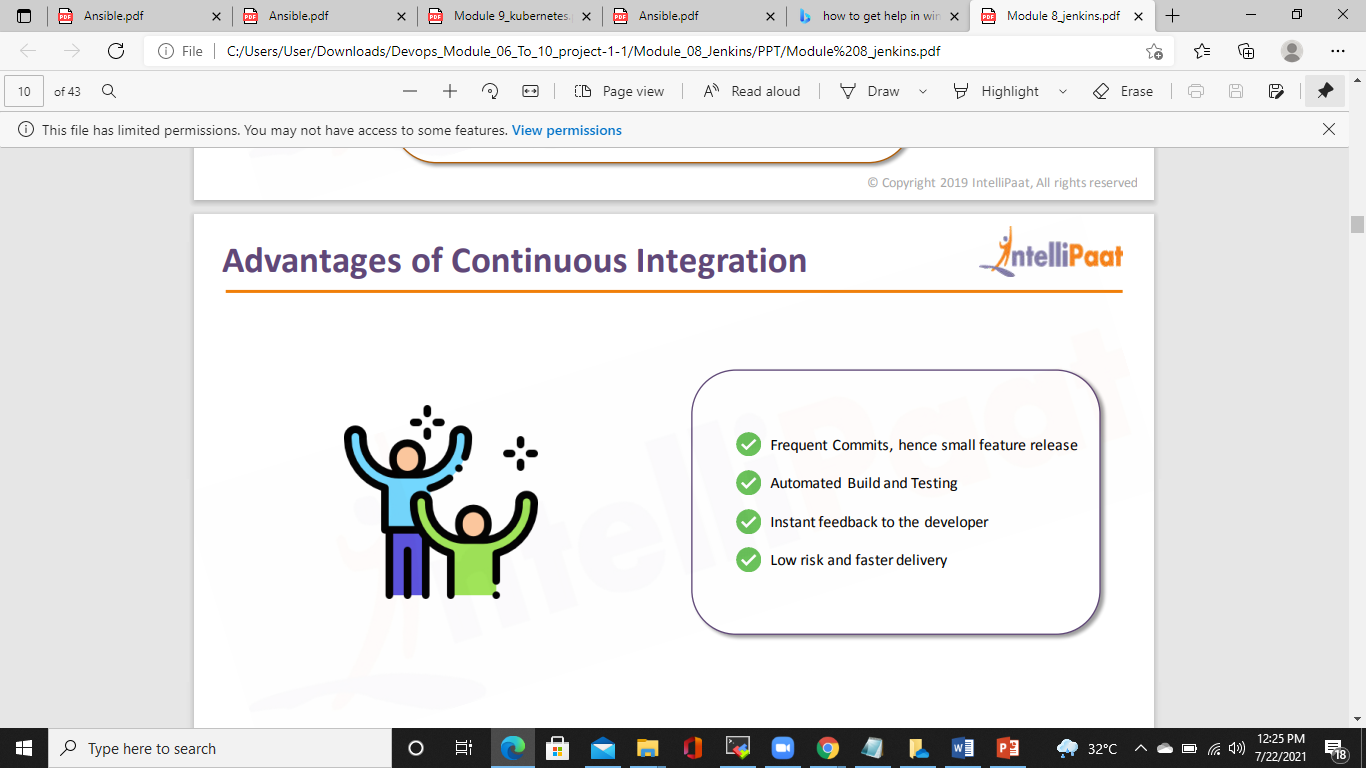 Ansible.pdf
Ansible.pdf
Module 9_kubernetes.
Ansible.pdf
how to get help in win
Module 8_jenkins.pdf
File
C:/Users/User/Downloads/Devops_Module_06_To_10_project-1-1/Module_08_Jenkins/PPT/Module%208_jenkins.pdf
10 of 43
Page view
Read aloud
Draw
Highlight
Erase
This file has limited permissions. You may not have access to some features. View permissions
© Copyright 2019 IntelliPaat, All rights reserved
Advantages of Continuous Integration
IntelliPaat
Frequent Commits, hence small feature release
Automated Build and Testing
Instant feedback to the developer
Low risk and faster delivery
IntelliPaat
Type here to search
32°C
12:25 PM
7/22/2021
18